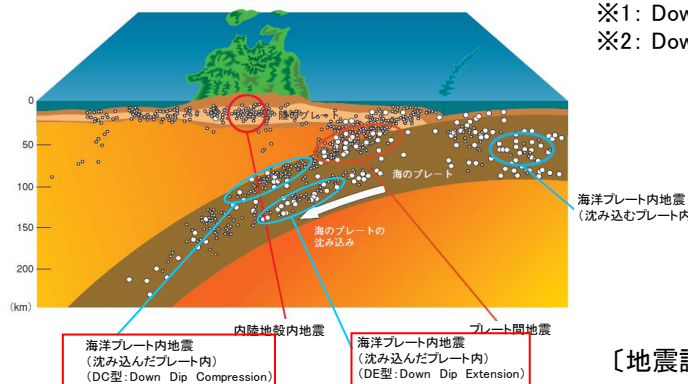 ※1: Dow
※2: Dow
0
50
100
150
200
(km)
陸のプレート
海のプレート
海のプレートの
沈み込み
海洋プレート内地震
(沈み込むプレート内
内陸地殻内地震
プレート間地震
海洋プレート内地震
(沈み込んだプレート内)
(DC型:Down Dip Compression)
海洋プレート内地震
(沈み込んだプレート内)
(DE型:Down Dip Extension)
〔地震